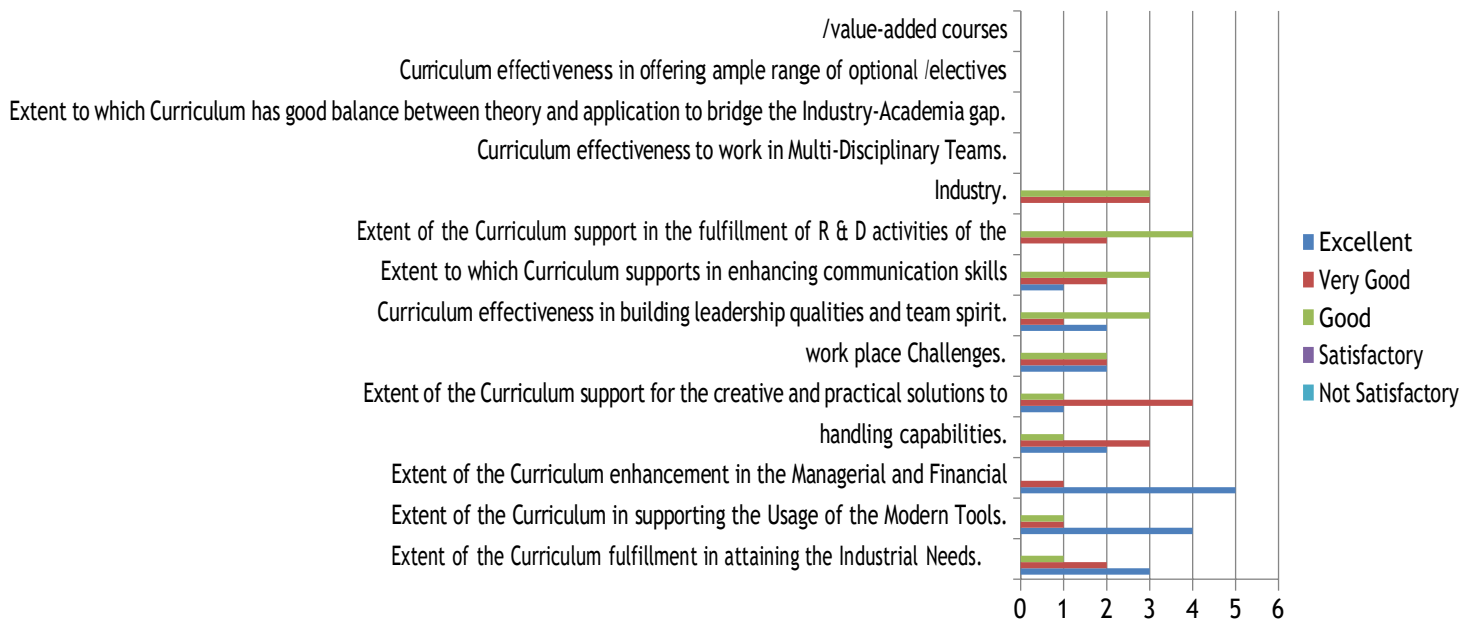 /value-added courses
Curriculum effectiveness in offering ample range of optional /electives
Extent to which Curriculum has good balance between theory and application to bridge the Industry-Academia gap.
Curriculum effectiveness to work in Multi-Disciplinary Teams.
Industry.
Extent of the Curriculum support in the fulfillment of R & D activities of the
Extent to which Curriculum supports in enhancing communication skills
Curriculum effectiveness in building leadership qualities and team spirit.
work place Challenges.
Extent of the Curriculum support for the creative and practical solutions to
handling capabilities.
Extent of the Curriculum enhancement in the Managerial and Financial
Extent of the Curriculum in supporting the Usage of the Modern Tools.
Extent of the Curriculum fulfillment in attaining the Industrial Needs.
0 1 2 3 4 5 6
Excellent
Very Good
Good
Satisfactory
Not Satisfactory